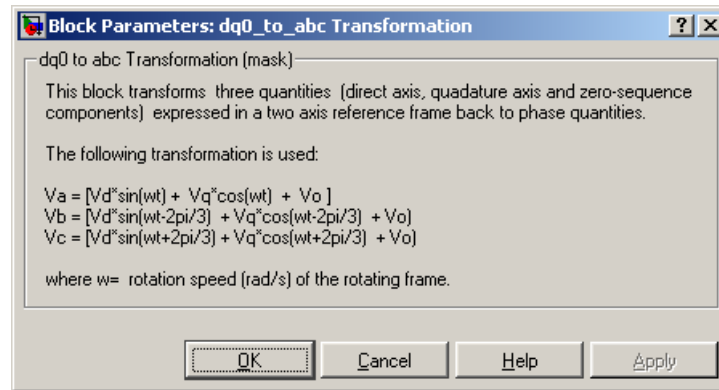 Block Parameters: dq0_to_abc Transformation
dq0 to abc Transformation (mask)
This block transforms three quantities (direct axis, quadature axis and zero-sequence
components) expressed in a two axis reference frame back to phase quantities.
The following transformation is used:
Va = [Vd*sin(wt) + Vq*cos(wt) + Vo ]
Vb = [Vd*sin(wt-2pi/3) + Vq*cos(wt-2pi/3) + Vo)
Vc = [Vd*sin(wt+2pi/3) + Vq*cos(wt+2pi/3) + Vo)
where w= rotation speed (rad/s) of the rotating frame.
OK Cancel Help Apply